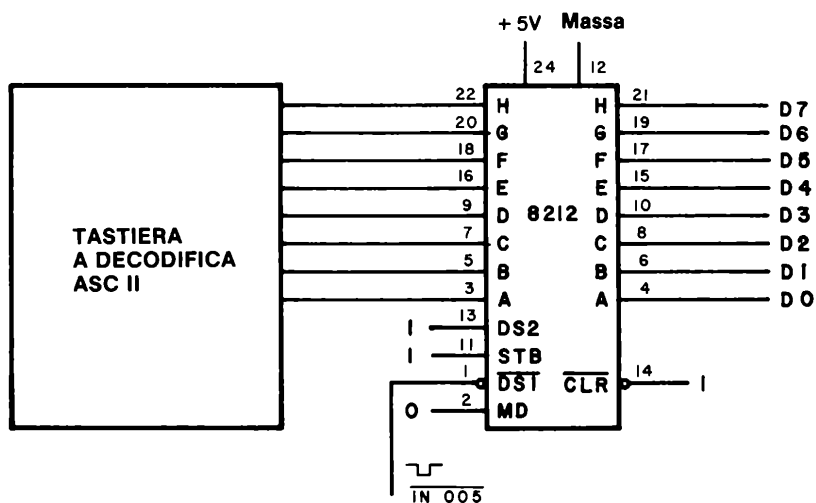 +5V Massa
24 12
22 H H 21 D7
20 G G 19 D6
18 F F 17 D5
16 E E 15 D4
9 D 8212 D 10 D3
7 C C 8 D2
5 B B 6 D1
3 A A 4 D0
TASTIERA
A DECODIFICA
ASC II
1 13 DS2
1 11 STB
1 DS1 CLR 14 1
0 2 MD
IN 005